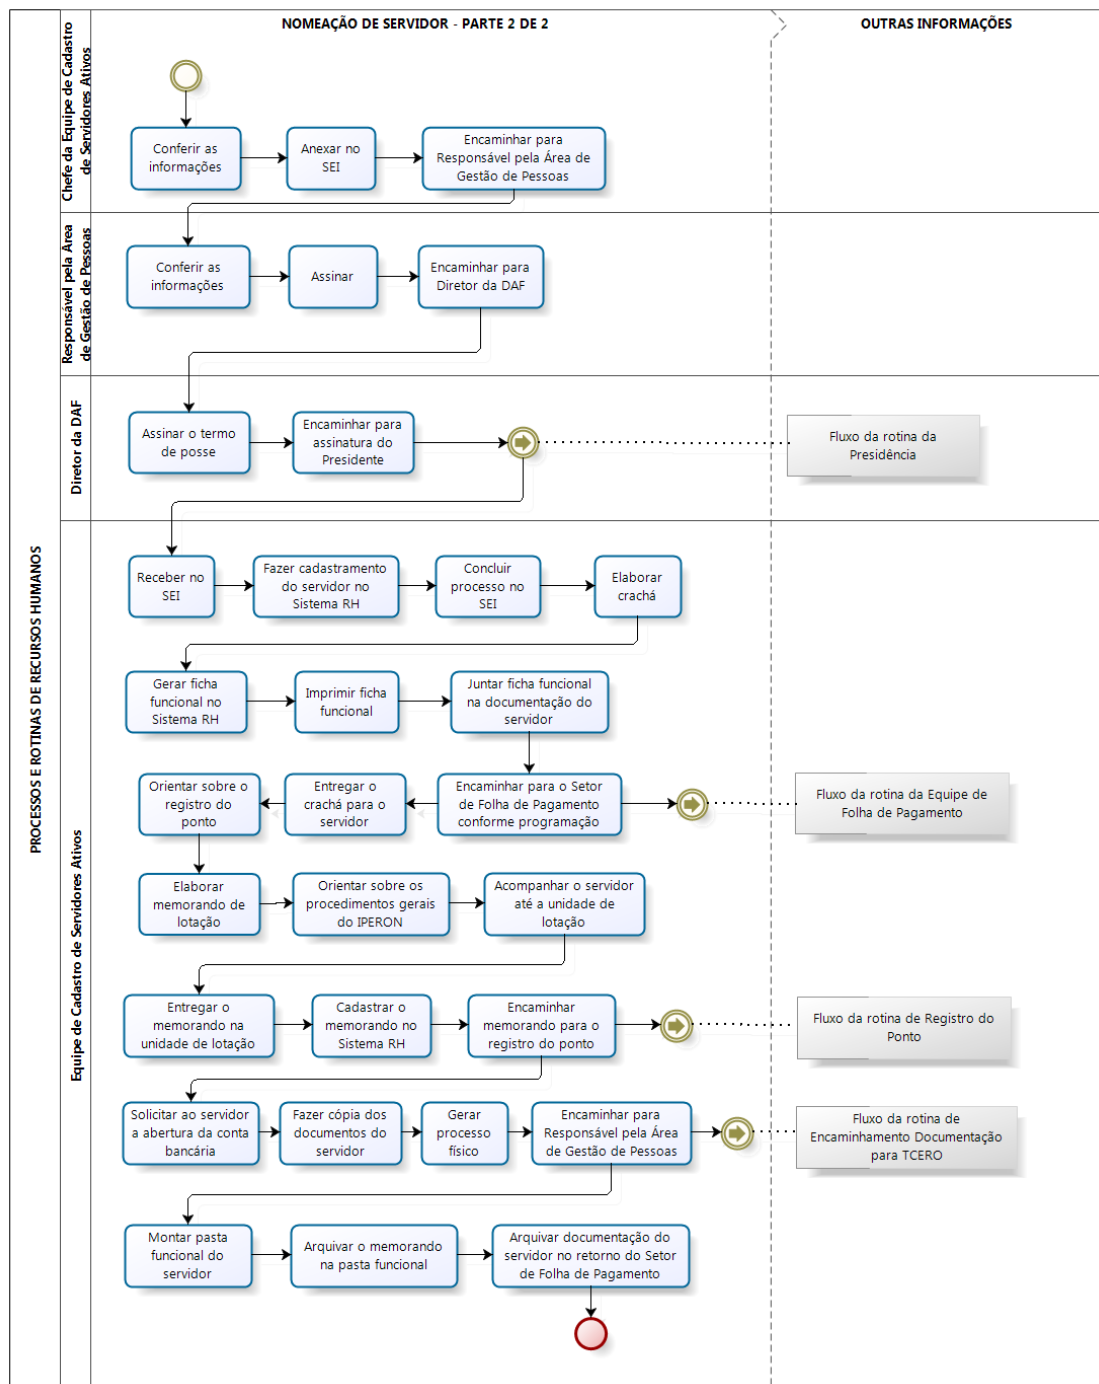 NOMEAÇÃO DE SERVIDOR - PARTE 2 DE 2
OUTRAS INFORMAÇÕES
PROCESSOS E ROTINAS DE RECURSOS HUMANOS
Chefe da Equipe de Cadastro
de Servidores Ativos
Conferir as
informações
Anexar no
SEI
Encaminhar para
Responsável pela Área de
Gestão de Pessoas
Responsável pela Área
de Gestão de Pessoas
Conferir as
informações
Assinar
Encaminhar para
Diretor da DAF
Diretor da DAF
Assinar o termo
de posse
Encaminhar para
assinatura do
Presidente
Fluxo da rotina da
Presidência
Equipe de Cadastro de Servidores Ativos
Receber no
SEI
Fazer cadastramento
do servidor no
Sistema RH
Concluir
processo no
SEI
Elaborar
crachá
Gerar ficha
funcional no
Sistema RH
Imprimir ficha
funcional
Juntar ficha funcional
na documentação do
servidor
Orientar sobre o
registro do
ponto
Entregar o
crachá para o
servidor
Encaminhar para o Setor
de Folha de Pagamento
conforme programação
Fluxo da rotina da Equipe de
Folha de Pagamento
Elaborar
memorando de
lotação
Orientar sobre os
procedimentos gerais
do IPERON
Acompanhar o servidor
até a unidade de
lotação
Entregar o
memorando na
unidade de lotação
Cadastrar o
memorando no
Sistema RH
Encaminhar
memorando para o
registro do ponto
Fluxo da rotina de Registro do
Ponto
Solicitar ao servidor
a abertura da conta
bancária
Fazer cópia dos
documentos do
servidor
Gerar
processo
físico
Encaminhar para
Responsável pela Área
de Gestão de Pessoas
Fluxo da rotina de
Encaminhamento Documentação
para TCERO
Montar pasta
funcional do
servidor
Arquivar o memorando
na pasta funcional
Arquivar documentação do
servidor no retorno do Setor
de Folha de Pagamento